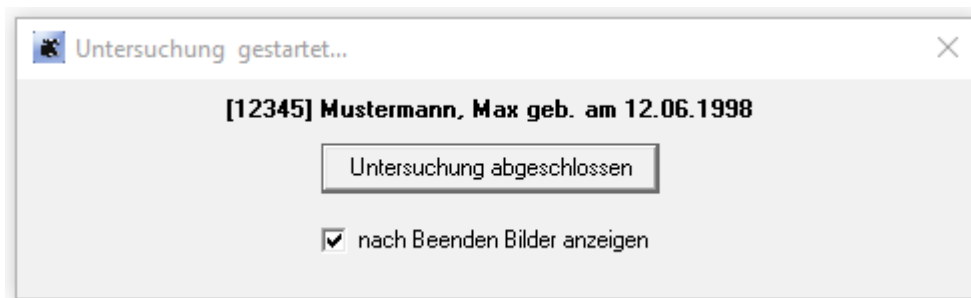 Untersuchung gestartet...
[12345] Mustermann, Max geb. am 12.06.1998
Untersuchung abgeschlossen
nach Beenden Bilder anzeigen